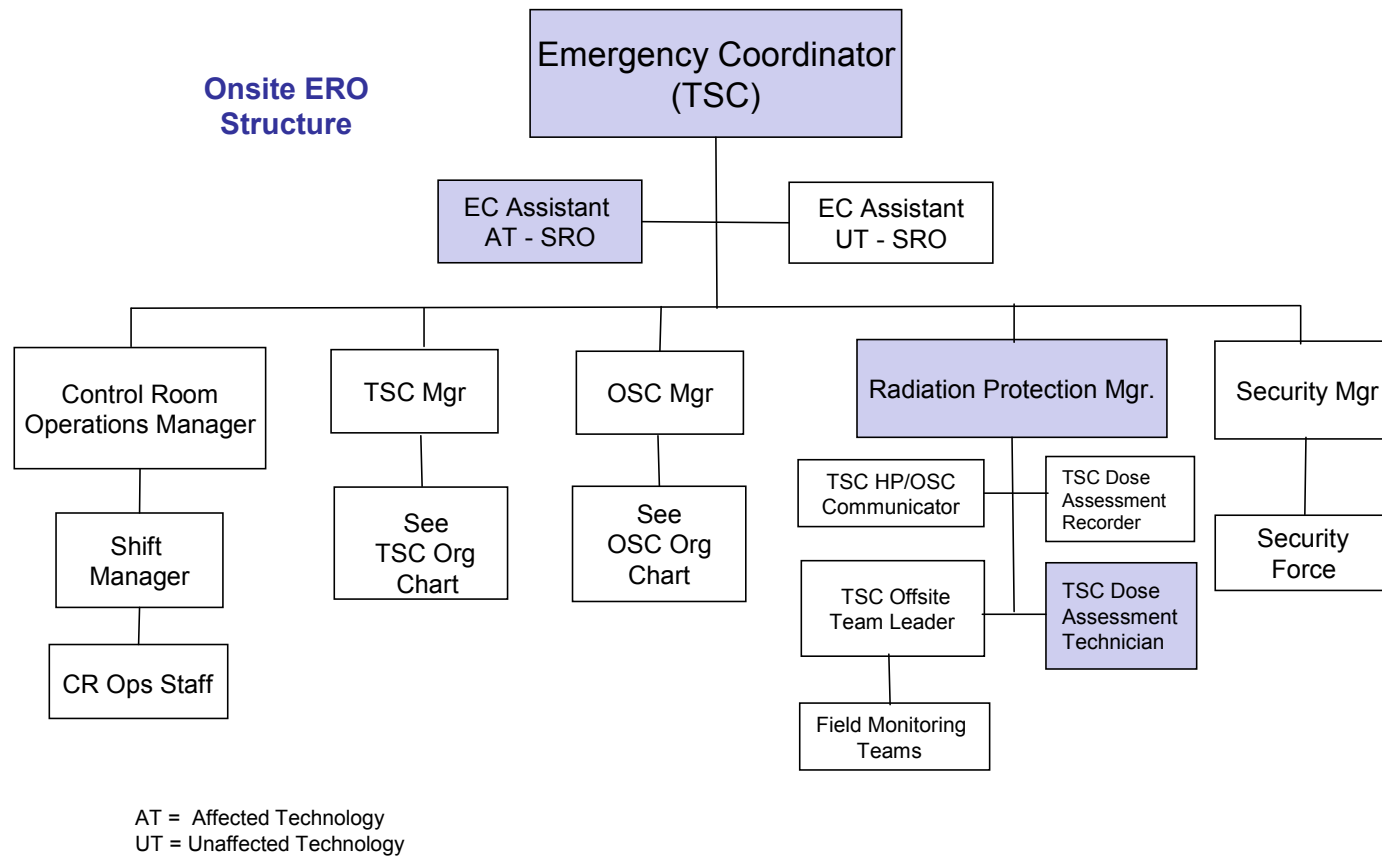 Emergency Coordinator
(TSC)
Onsite ERO
Structure
EC Assistant
AT - SRO
EC Assistant
UT - SRO
Control Room
Operations Manager
TSC Mgr
OSC Mgr
Radiation Protection Mgr.
Security Mgr
Shift
Manager
CR Ops Staff
See
TSC Org
Chart
See
OSC Org
Chart
TSC HP/OSC
Communicator
TSC Dose
Assessment
Recorder
TSC Offsite
Team Leader
TSC Dose
Assessment
Technician
Field Monitoring
Teams
Security
Force
AT = Affected Technology
UT = Unaffected Technology